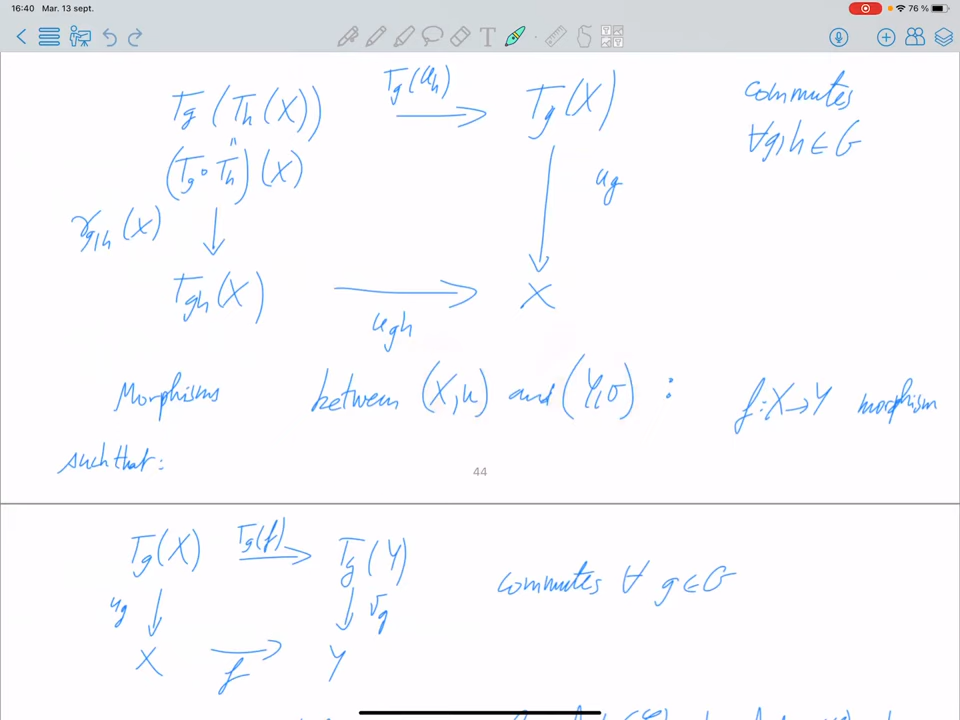 16:40 Mar. 13 sept. 76 %
T_g(u_h)
T_g(T_h(X)) → T_g(X) commutes
∀g,h ∈ G
"
(T_g∘T_h)(X)
u_g
γ_{g,h}(X) ↓ ↓
T_{gh}(X) → X
u_{gh}
Morphisms between (X,u) and (Y,v) : f:X→Y morphism
such that:
44
T_g(f)
T_g(X) → T_g(Y) commutes ∀ g∈G
u_g ↓ ↓ v_g
X → Y
f